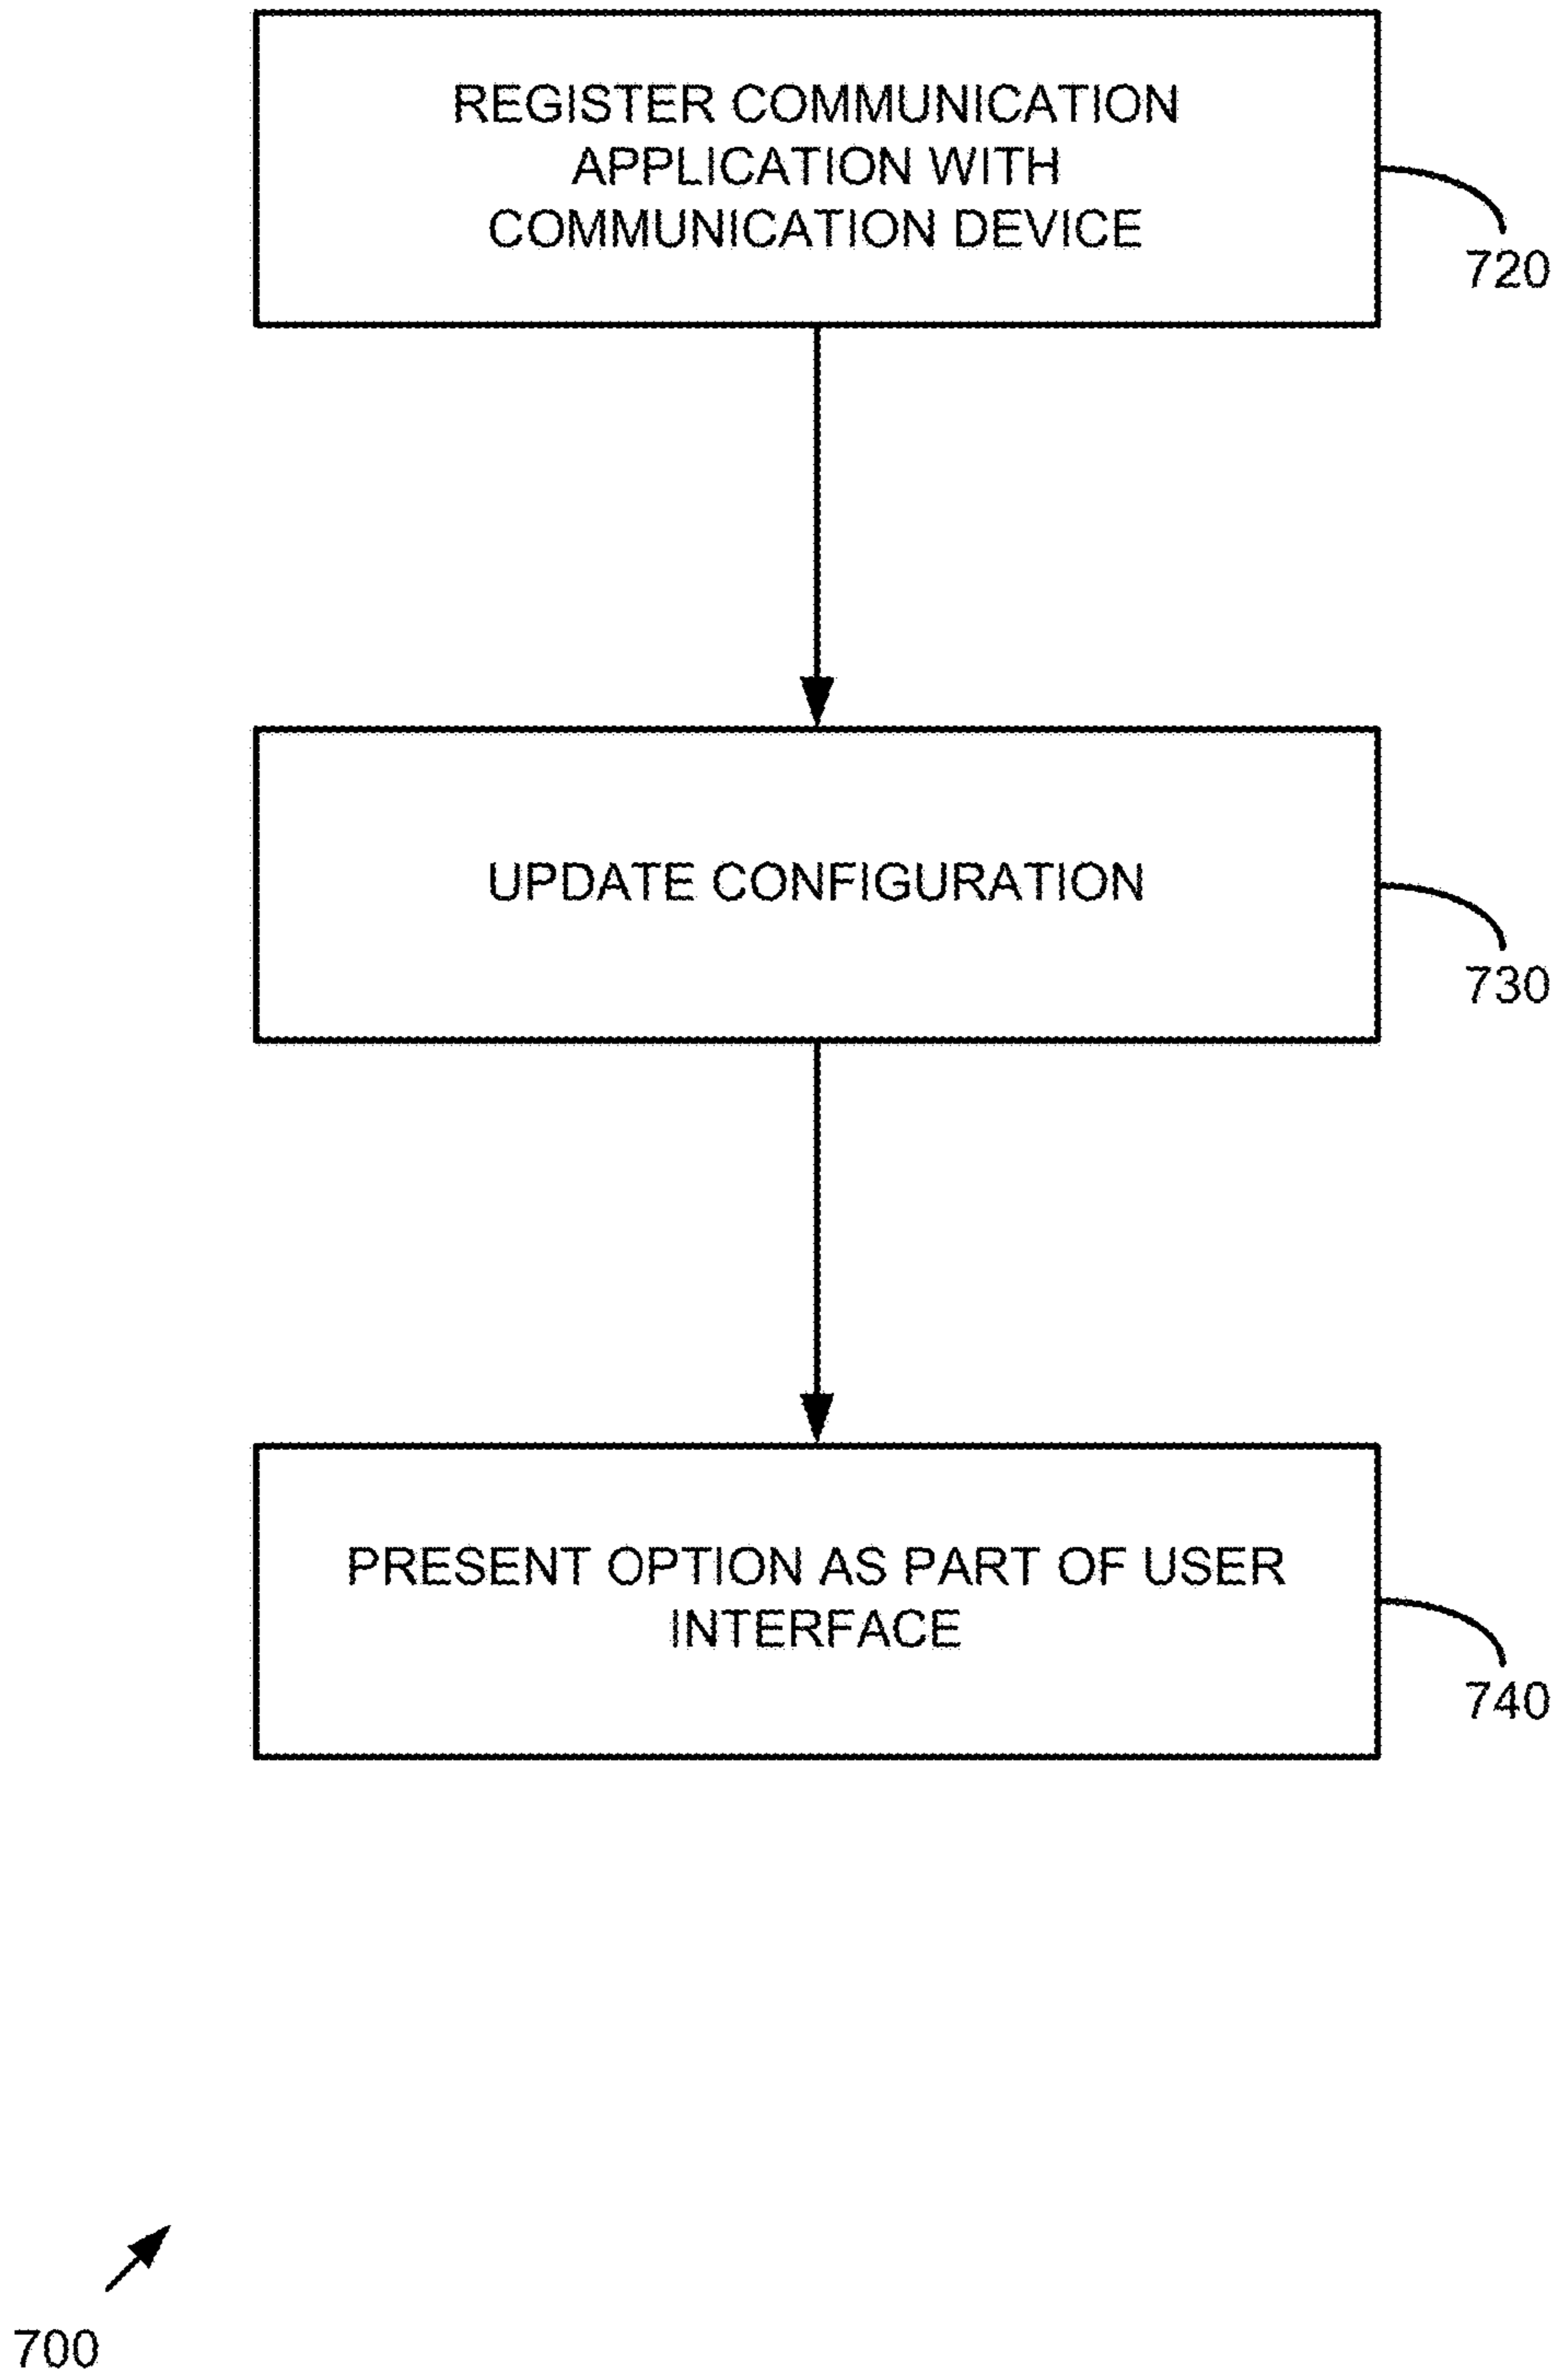 REGISTER COMMUNICATION
APPLICATION WITH
COMMUNICATION DEVICE
720
UPDATE CONFIGURATION
730
PRESENT OPTION AS PART OF USER
INTERFACE
740
700